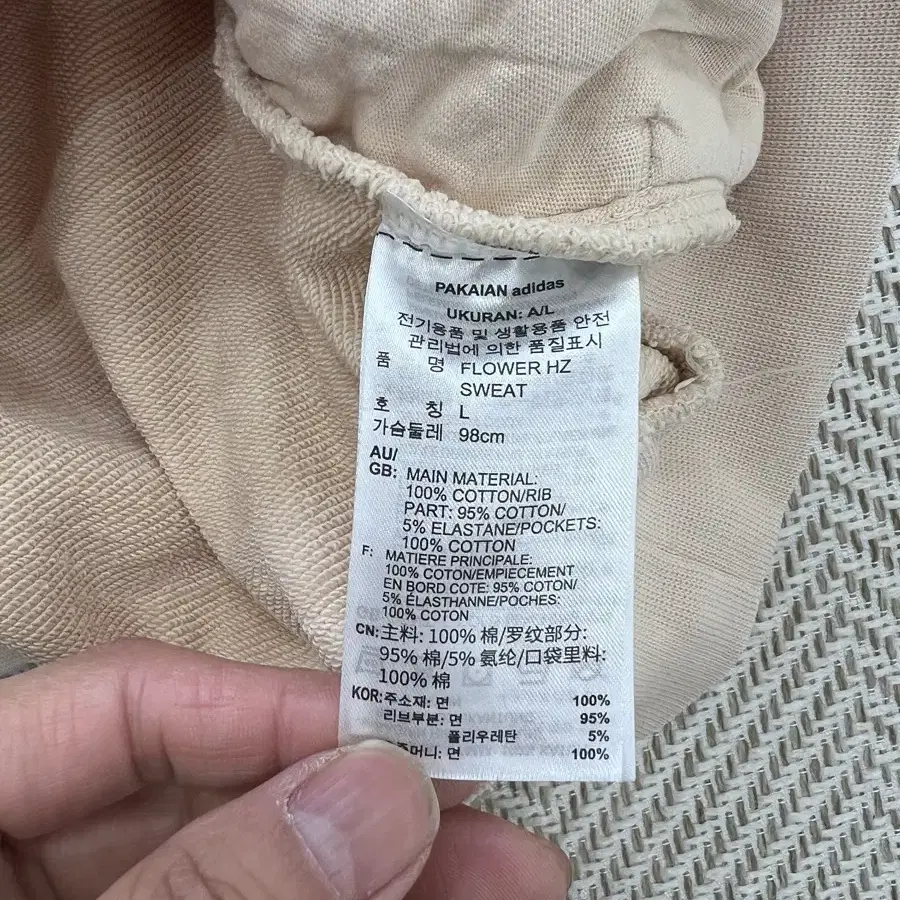 PAKAIAN adidas
UKURAN: A/L
전기용품 및 생활용품 안전
관리법에 의한 품질표시
품 명 FLOWER HZ
SWEAT
호 칭 L
가슴둘레 98cm
AU/
GB: MAIN MATERIAL:
100% COTTON/RIB
PART: 95% COTTON/
5% ELASTANE/POCKETS:
100% COTTON
F: MATIERE PRINCIPALE:
100% COTON/EMPIECEMENT
EN BORD COTE: 95% COTON/
5% ÉLASTHANNE/POCHES:
100% COTON
CN: 主料: 100% 棉/罗纹部分:
95% 棉/5% 氨纶/口袋里料:
100% 棉
KOR: 주소재: 면 100%
리브부분: 면 95%
폴리우레탄 5%
주머니: 면 100%